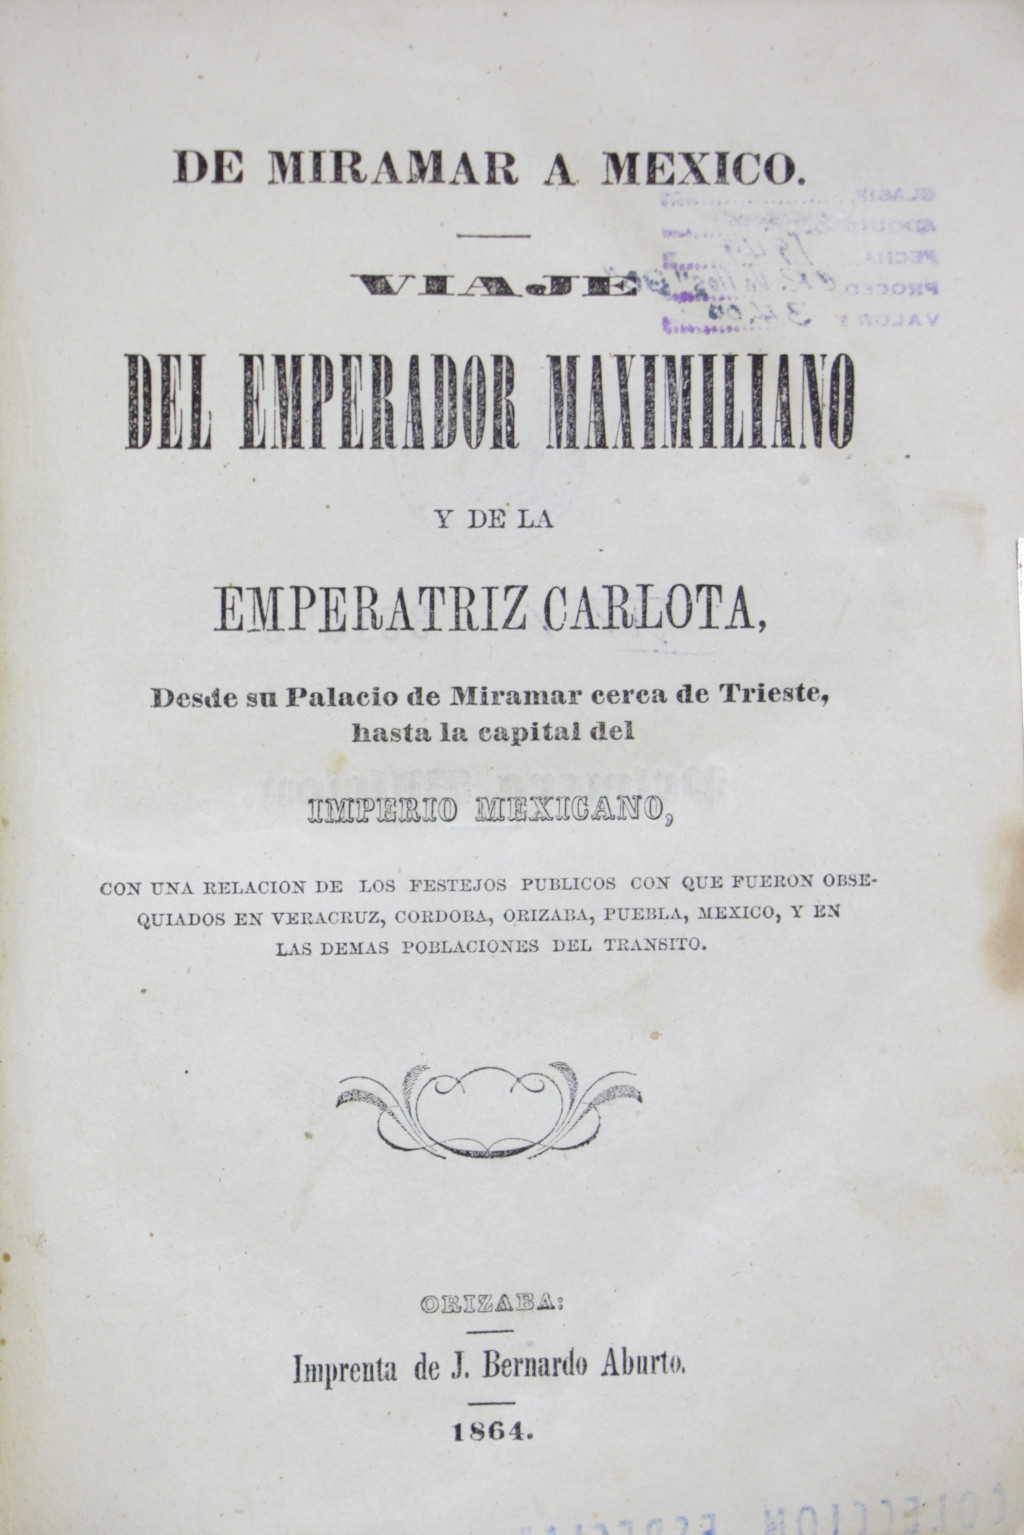 DE MIRAMAR A MEXICO.
VIAJE
DEL EMPERADOR MAXIMILIANO
Y DE LA
EMPERATRIZ CARLOTA,
Desde su Palacio de Miramar cerca de Trieste,
hasta la capital del
IMPERIO MEXICANO,
CON UNA RELACION DE LOS FESTEJOS PUBLICOS CON QUE FUERON OBSE-
QUIADOS EN VERACRUZ, CORDOBA, ORIZABA, PUEBLA, MEXICO, Y EN
LAS DEMAS POBLACIONES DEL TRANSITO.
ORIZABA:
Imprenta de J. Bernardo Aburto.
1864.